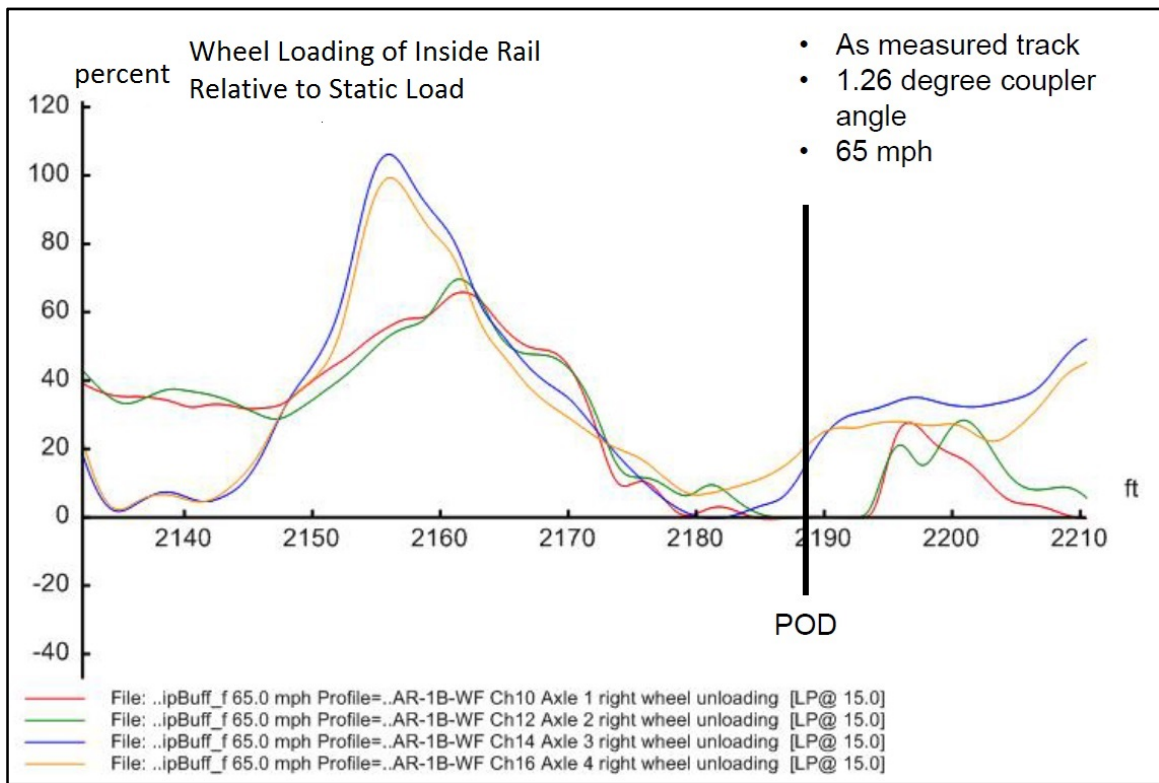 Wheel Loading of Inside Rail
Relative to Static Load
percent
• As measured track
• 1.26 degree coupler
angle
• 65 mph
120
100
80
60
40
20
0
-20
-40
2140 2150 2160 2170 2180 2190 2200 2210
ft
POD
File: ..ipBuff_f 65.0 mph Profile=..AR-1B-WF Ch10 Axle 1 right wheel unloading [LP@ 15.0]
File: ..ipBuff_f 65.0 mph Profile=..AR-1B-WF Ch12 Axle 2 right wheel unloading [LP@ 15.0]
File: ..ipBuff_f 65.0 mph Profile=..AR-1B-WF Ch14 Axle 3 right wheel unloading [LP@ 15.0]
File: ..ipBuff_f 65.0 mph Profile=..AR-1B-WF Ch16 Axle 4 right wheel unloading [LP@ 15.0]